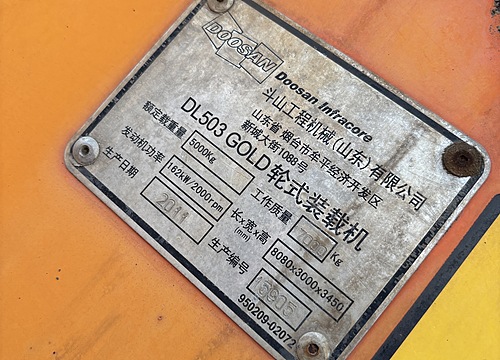 DOOSAN
Doosan Infracore
斗山工程机械(山东)有限公司
山东省 烟台市牟平经济开发区
新城大街1086号
DL503 GOLD 轮式装载机
额定载重量 5000Kg 工作质量 Kg
发动机功率 162kW/2000rpm 长x宽x高 (mm) 8080x3000x3450
生产日期 2011 生产编号
950209-02072